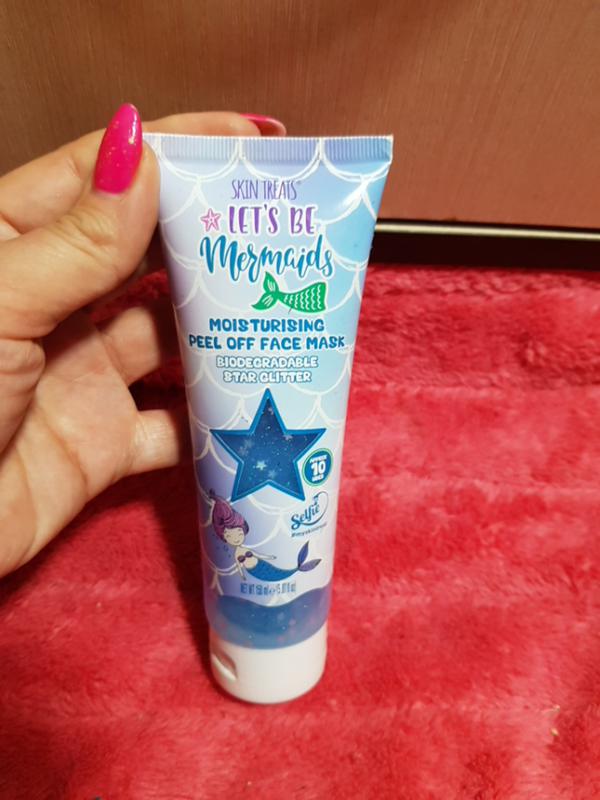 SKIN TREATS®
LET'S BE
Mermaids
MOISTURISING
PEEL OFF FACE MASK
BIODEGRADABLE
STAR GLITTER
10
Selfie